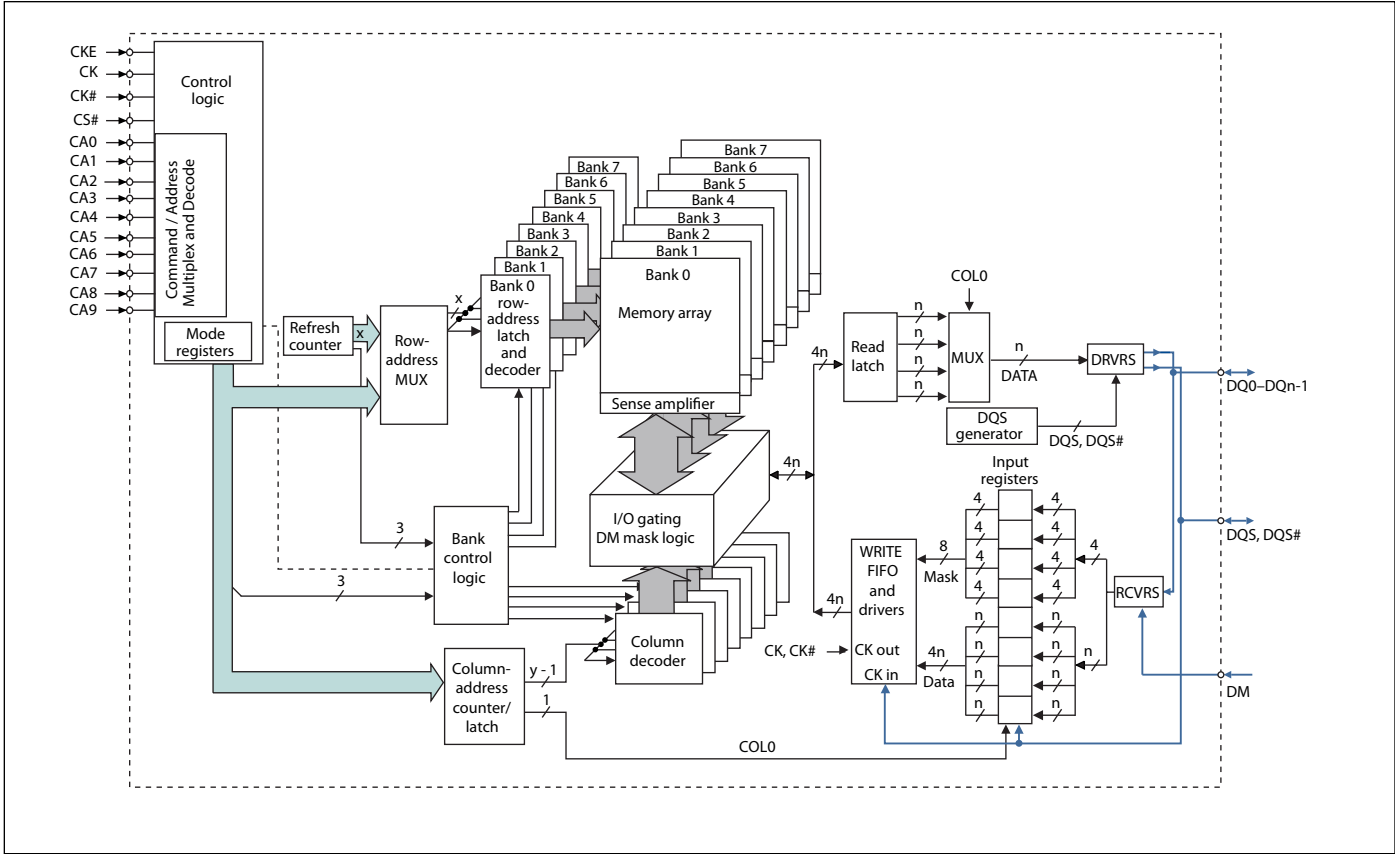 CKE
CK
CK#
CS#
CA0
CA1
CA2
CA3
CA4
CA5
CA6
CA7
CA8
CA9
Control
logic
Command / Address
Multiplex and Decode
Mode
registers
Refresh
counter
x
Row-
address
MUX
x
Bank 7
Bank 6
Bank 5
Bank 4
Bank 3
Bank 2
Bank 1
Bank 0
row-
address
latch
and
decoder
Bank 7
Bank 6
Bank 5
Bank 4
Bank 3
Bank 2
Bank 1
Bank 0
Memory array
Sense amplifier
3
3
Bank
control
logic
I/O gating
DM mask logic
Column
decoder
Column-
address
counter/
latch
y - 1
1
COL0
4n
4n
4n
Read
latch
n
n
n
n
COL0
MUX
n
DATA
DRVRS
DQS
generator
DQS, DQS#
DQ0–DQn-1
DQS, DQS#
DM
Input
registers
WRITE
FIFO
and
drivers
CK out
CK in
CK, CK#
8
Mask
4n
Data
4
4
4
4
n
n
n
n
4
4
4
4
n
n
n
n
4
n
RCVRS